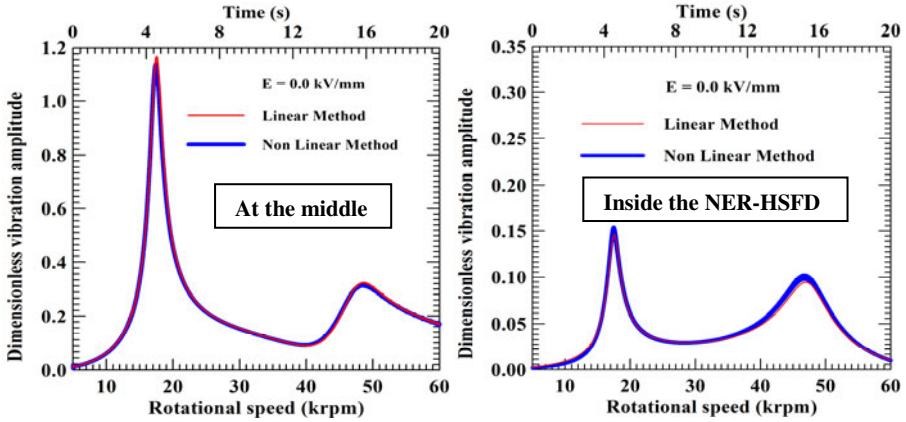 Time (s)
0 4 8 12 16 20
1.2
1.0
0.8
0.6
0.4
0.2
0.0
Dimensionless vibration amplitude
E = 0.0 kV/mm
Linear Method
Non Linear Method
At the middle
10 20 30 40 50 60
Rotational speed (krpm)
Time (s)
0 4 8 12 16 20
0.35
0.30
0.25
0.20
0.15
0.10
0.05
0.00
Dimensionless vibration amplitude
E = 0.0 kV/mm
Linear Method
Non Linear Method
Inside the NER-HSFD
10 20 30 40 50 60
Rotational speed (krpm)